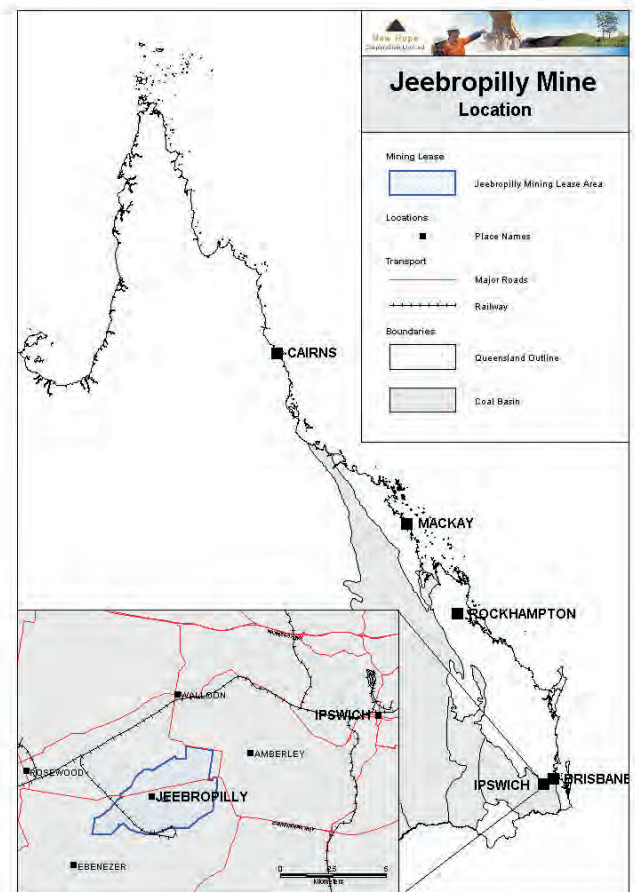 New Hope
Corporation Limited
Jeebropilly Mine
Location
Mining Lease
Jeebropilly Mining Lease Area
Locations
Place Names
Transport
Major Roads
Railway
Boundaries
Queensland Outline
Coal Basin
CAIRNS
MACKAY
ROCKHAMPTON
BRISBANE
IPSWICH
WALLOON
IPSWICH
AMBERLEY
ROSEWOOD
JEEBROPILLY
EBENEZER
0 2.5 5
kilometers